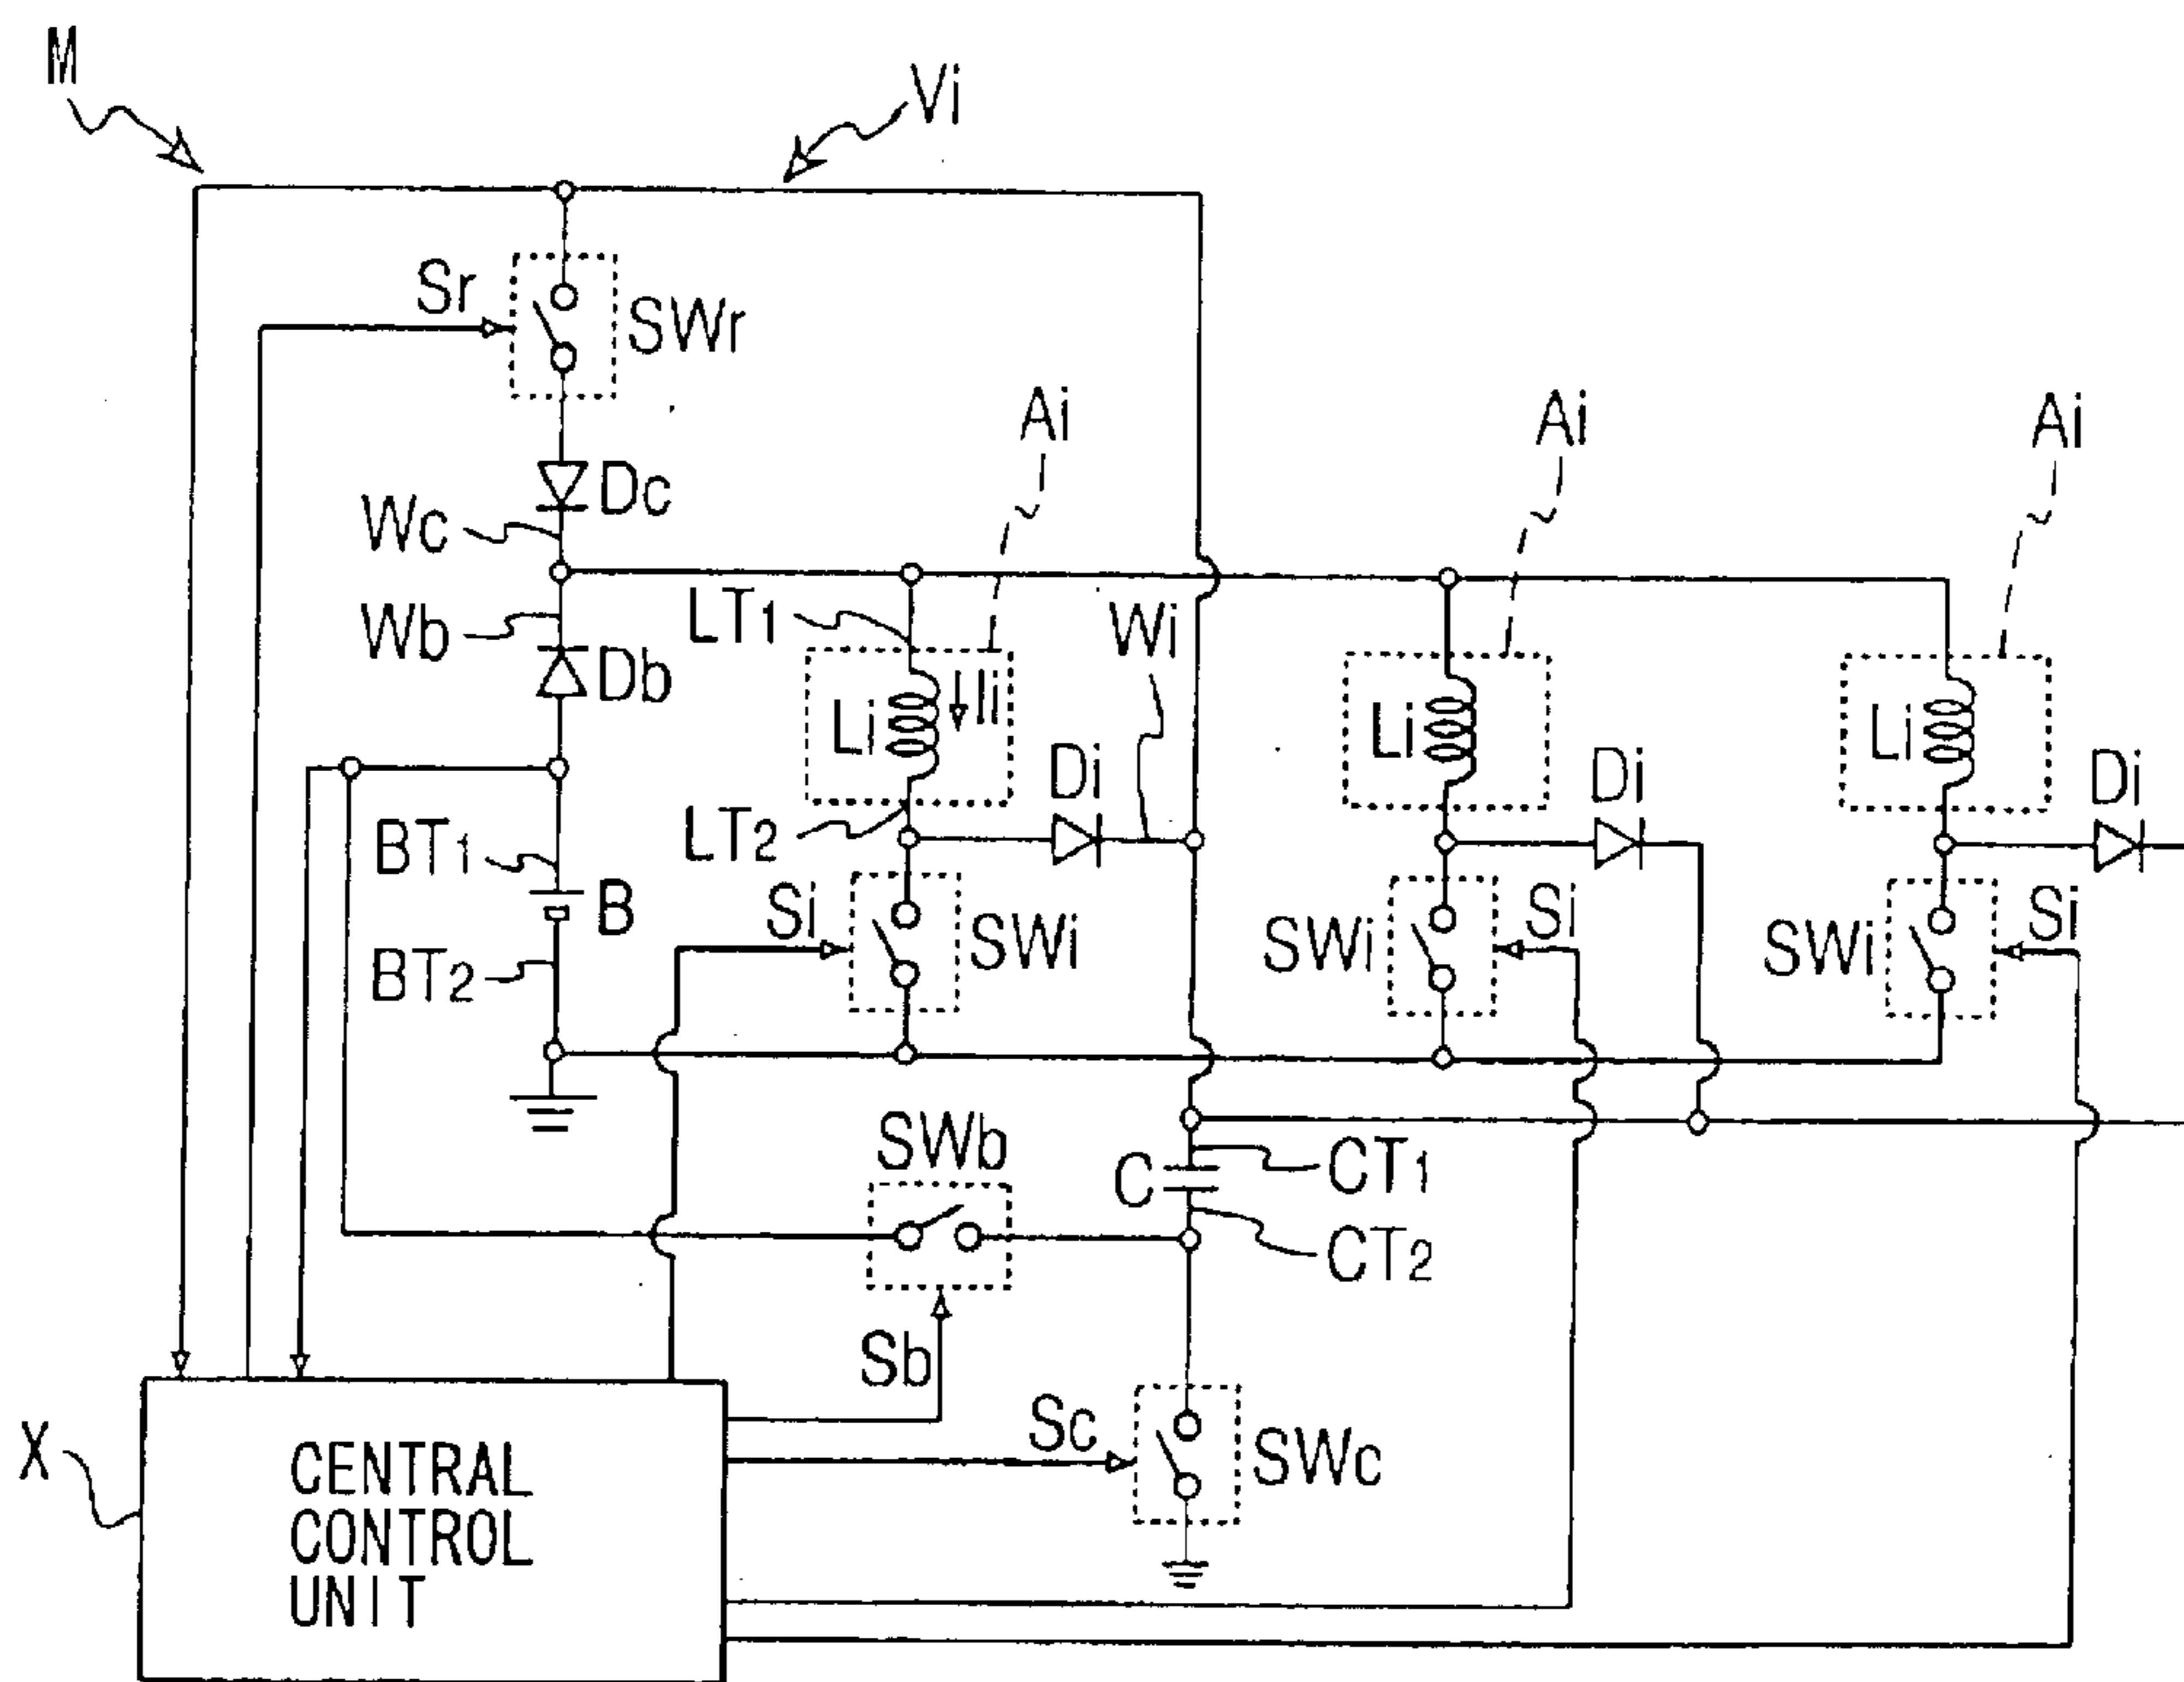 M
Vi
Sr
SWr
Ai
Ai
Ai
Dc
Wc
Wb
LT1
Wi
Db
Li
Ii
Li
Li
Di
Di
Di
LT2
BT1
B
Si
SWi
SWi
Si
SWi
Si
BT2
SWb
C
CT1
CT2
Sb
Sc
SWc
X
CENTRAL
CONTROL
UNIT